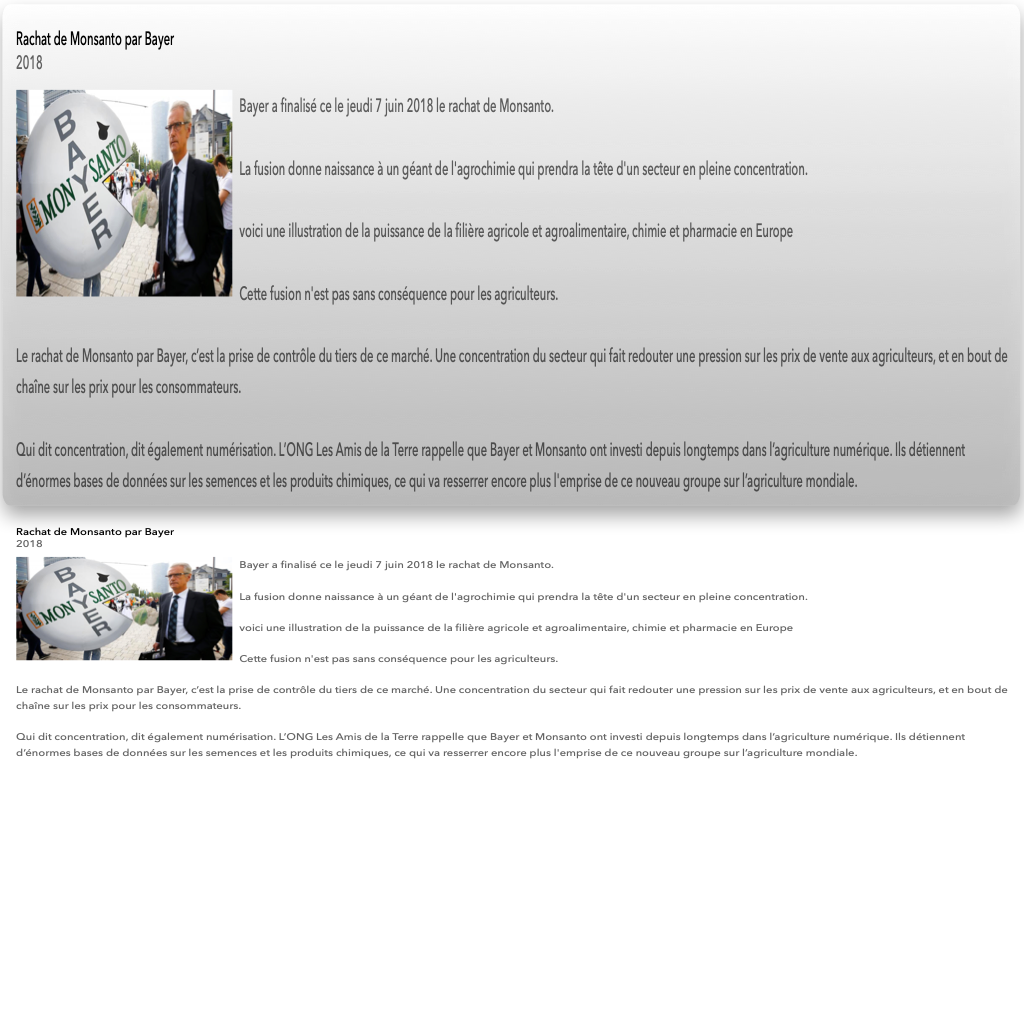 Rachat de Monsanto par Bayer
2018
BAYER
MONSANTO
Bayer a finalisé ce le jeudi 7 juin 2018 le rachat de Monsanto.
La fusion donne naissance à un géant de l'agrochimie qui prendra la tête d'un secteur en pleine concentration.
voici une illustration de la puissance de la filière agricole et agroalimentaire, chimie et pharmacie en Europe
Cette fusion n'est pas sans conséquence pour les agriculteurs.
Le rachat de Monsanto par Bayer, c’est la prise de contrôle du tiers de ce marché. Une concentration du secteur qui fait redouter une pression sur les prix de vente aux agriculteurs, et en bout de
chaîne sur les prix pour les consommateurs.
Qui dit concentration, dit également numérisation. L’ONG Les Amis de la Terre rappelle que Bayer et Monsanto ont investi depuis longtemps dans l’agriculture numérique. Ils détiennent
d’énormes bases de données sur les semences et les produits chimiques, ce qui va resserrer encore plus l'emprise de ce nouveau groupe sur l’agriculture mondiale.
Rachat de Monsanto par Bayer
2018
BAYER
MONSANTO
Bayer a finalisé ce le jeudi 7 juin 2018 le rachat de Monsanto.
La fusion donne naissance à un géant de l'agrochimie qui prendra la tête d'un secteur en pleine concentration.
voici une illustration de la puissance de la filière agricole et agroalimentaire, chimie et pharmacie en Europe
Cette fusion n'est pas sans conséquence pour les agriculteurs.
Le rachat de Monsanto par Bayer, c’est la prise de contrôle du tiers de ce marché. Une concentration du secteur qui fait redouter une pression sur les prix de vente aux agriculteurs, et en bout de
chaîne sur les prix pour les consommateurs.
Qui dit concentration, dit également numérisation. L’ONG Les Amis de la Terre rappelle que Bayer et Monsanto ont investi depuis longtemps dans l’agriculture numérique. Ils détiennent
d’énormes bases de données sur les semences et les produits chimiques, ce qui va resserrer encore plus l'emprise de ce nouveau groupe sur l’agriculture mondiale.